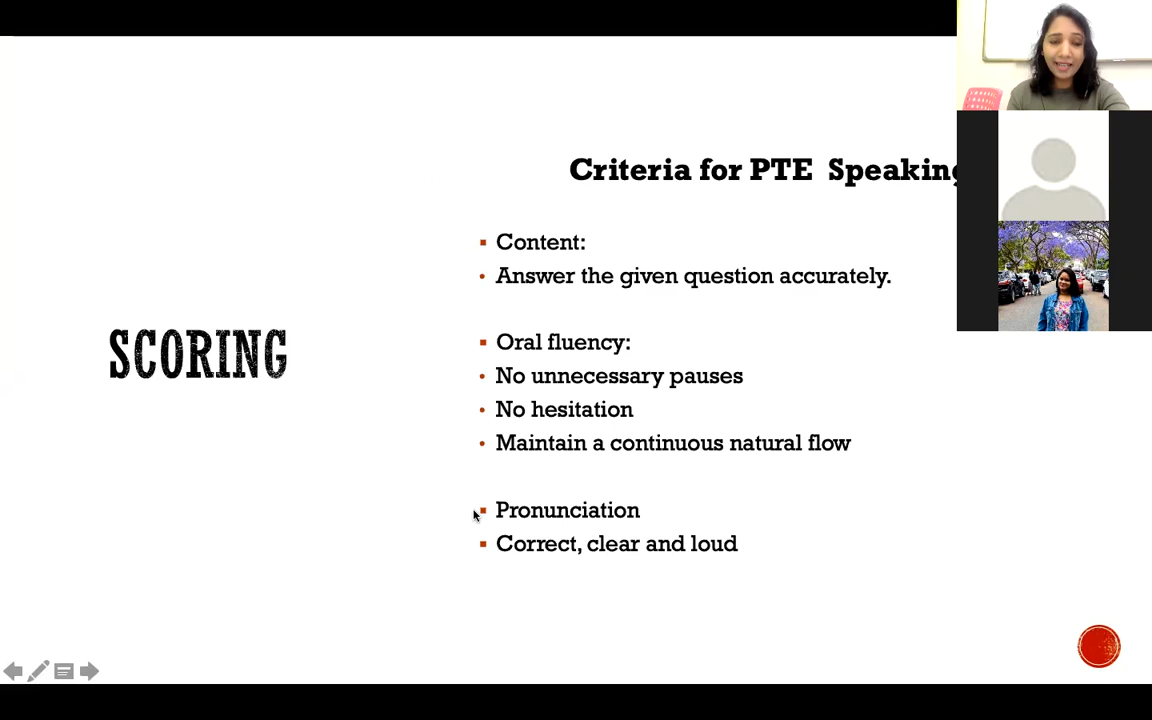 Criteria for PTE Speaking
Content:
Answer the given question accurately.
SCORING
Oral fluency:
No unnecessary pauses
No hesitation
Maintain a continuous natural flow
Pronunciation
Correct, clear and loud